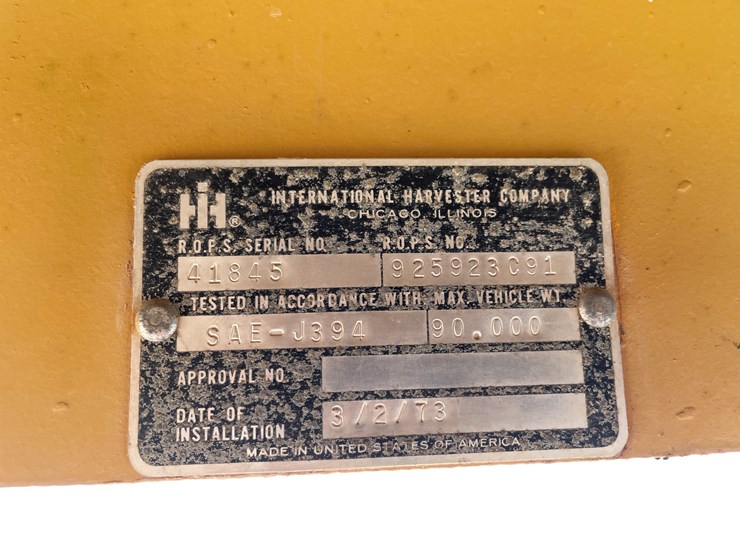 IH ® INTERNATIONAL HARVESTER COMPANY
CHICAGO, ILLINOIS
R.O.P.S. SERIAL NO. R.O.P.S. NO.
41845 925923C91
TESTED IN ACCORDANCE WITH MAX. VEHICLE WT.
SAE-J394 90.000
APPROVAL NO.
DATE OF
INSTALLATION 3/2/73
MADE IN UNITED STATES OF AMERICA